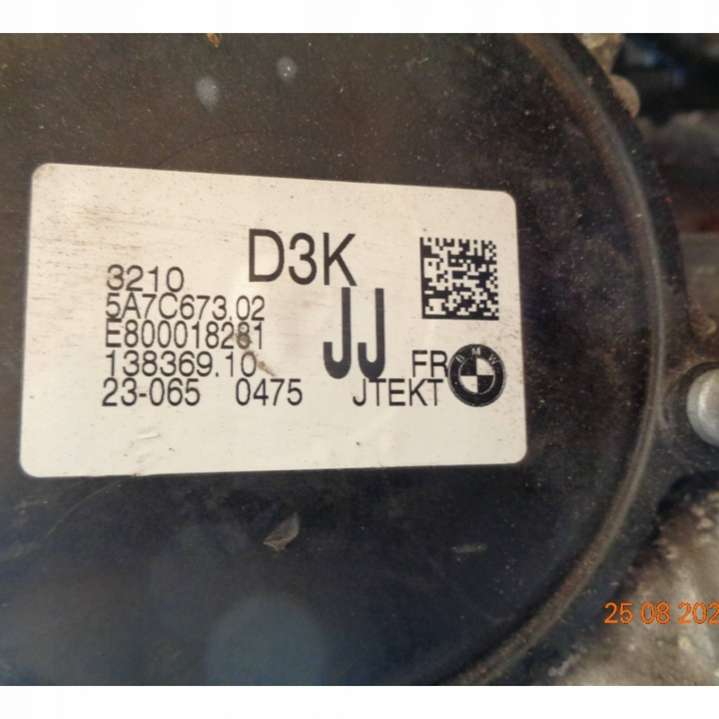 D3K
3210
5A7C673.02
E800018281
138369.10
23-065 0475
JJ
FR
JTEKT
BMW
25 08 202